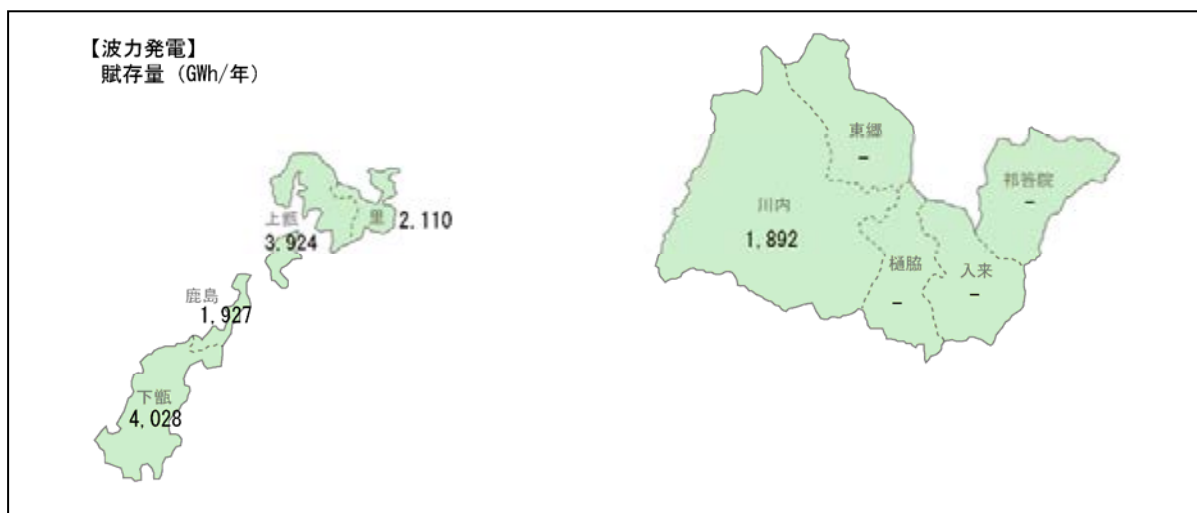 【波力発電】
賦存量（GWh/年）
東郷
－
祁答院
－
川内
1,892
樋脇
－
入来
－
上甑
3,924
里
2.110
鹿島
1,927
下甑
4,028